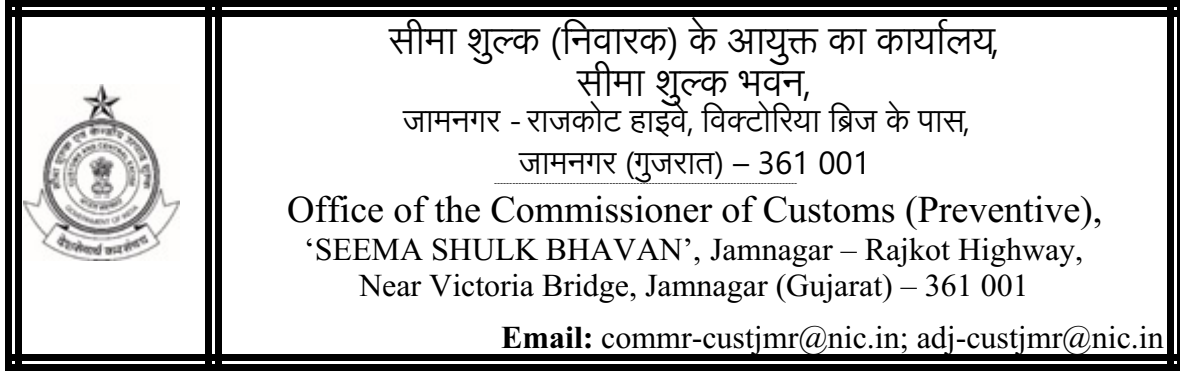 सीमा शुल्क (निवारक) के आयुक्त का कार्यालय,
सीमा शुल्क भवन,
जामनगर - राजकोट हाइवे, विक्टोरिया ब्रिज के पास,
जामनगर (गुजरात) – 361 001
Office of the Commissioner of Customs (Preventive),
‘SEEMA SHULK BHAVAN’, Jamnagar – Rajkot Highway,
Near Victoria Bridge, Jamnagar (Gujarat) – 361 001
Email: commr-custjmr@nic.in; adj-custjmr@nic.in